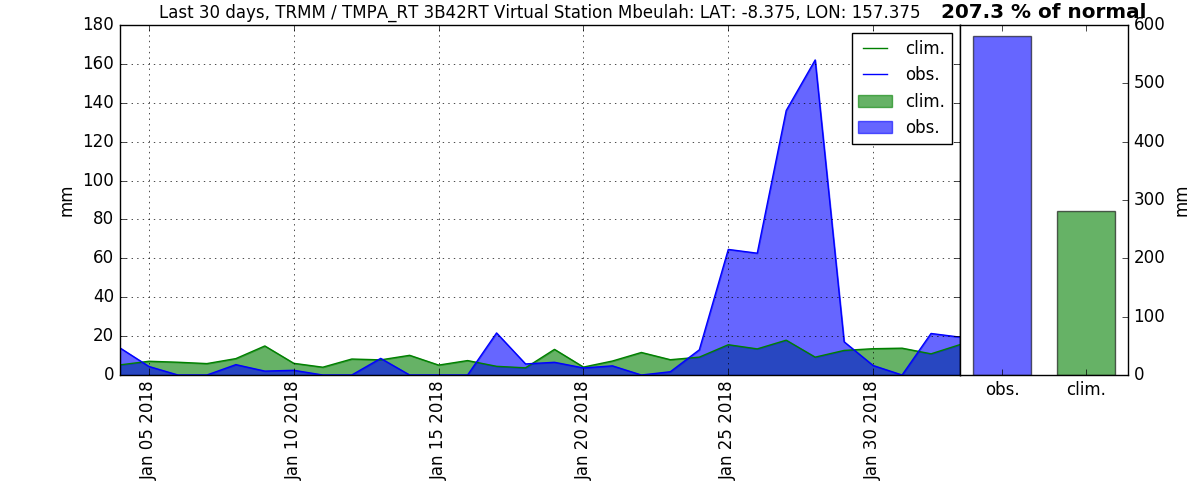 Last 30 days, TRMM / TMPA_RT 3B42RT Virtual Station Mbeulah: LAT: -8.375, LON: 157.375
207.3 % of normal
180
160
140
120
100
80
60
40
20
0
mm
clim.
obs.
clim.
obs.
Jan 05 2018
Jan 10 2018
Jan 15 2018
Jan 20 2018
Jan 25 2018
Jan 30 2018
600
500
400
300
200
100
0
mm
obs.
clim.